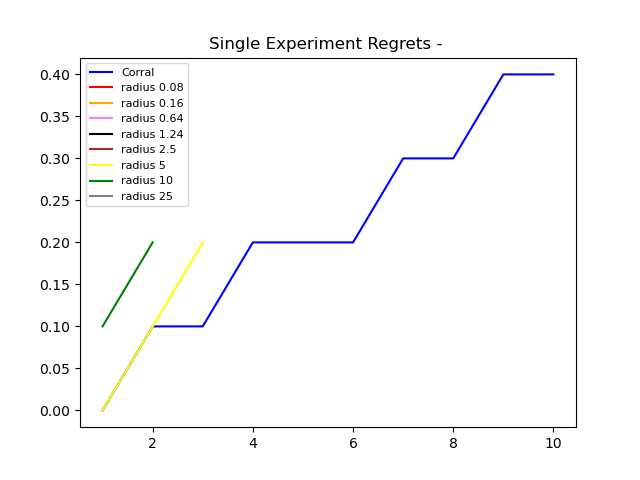 Single Experiment Regrets -
0.40
0.35
0.30
0.25
0.20
0.15
0.10
0.05
0.00
Corral
radius 0.08
radius 0.16
radius 0.64
radius 1.24
radius 2.5
radius 5
radius 10
radius 25
2 4 6 8 10